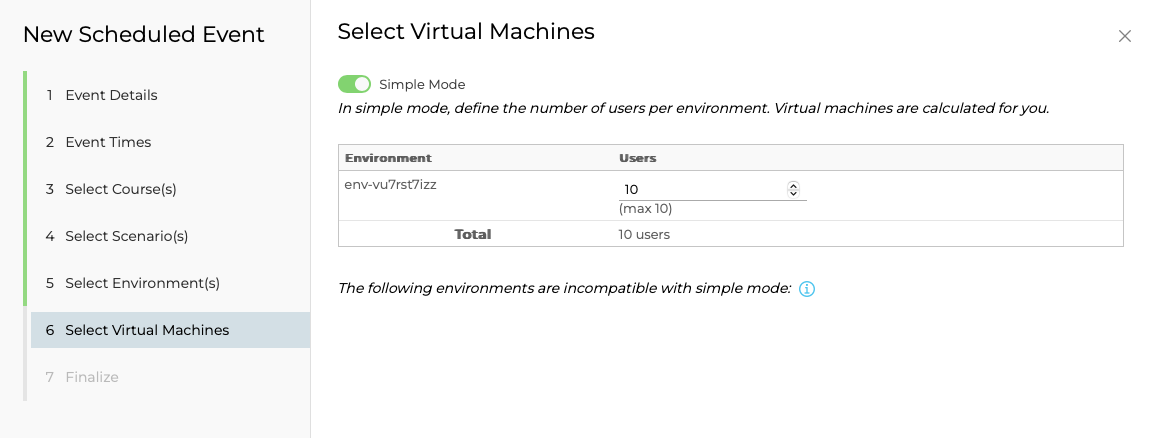 New Scheduled Event
1 Event Details
2 Event Times
3 Select Course(s)
4 Select Scenario(s)
5 Select Environment(s)
6 Select Virtual Machines
7 Finalize
Select Virtual Machines
Simple Mode
In simple mode, define the number of users per environment. Virtual machines are calculated for you.
Environment Users
env-vu7rst7izz 10
(max 10)
Total 10 users
The following environments are incompatible with simple mode: